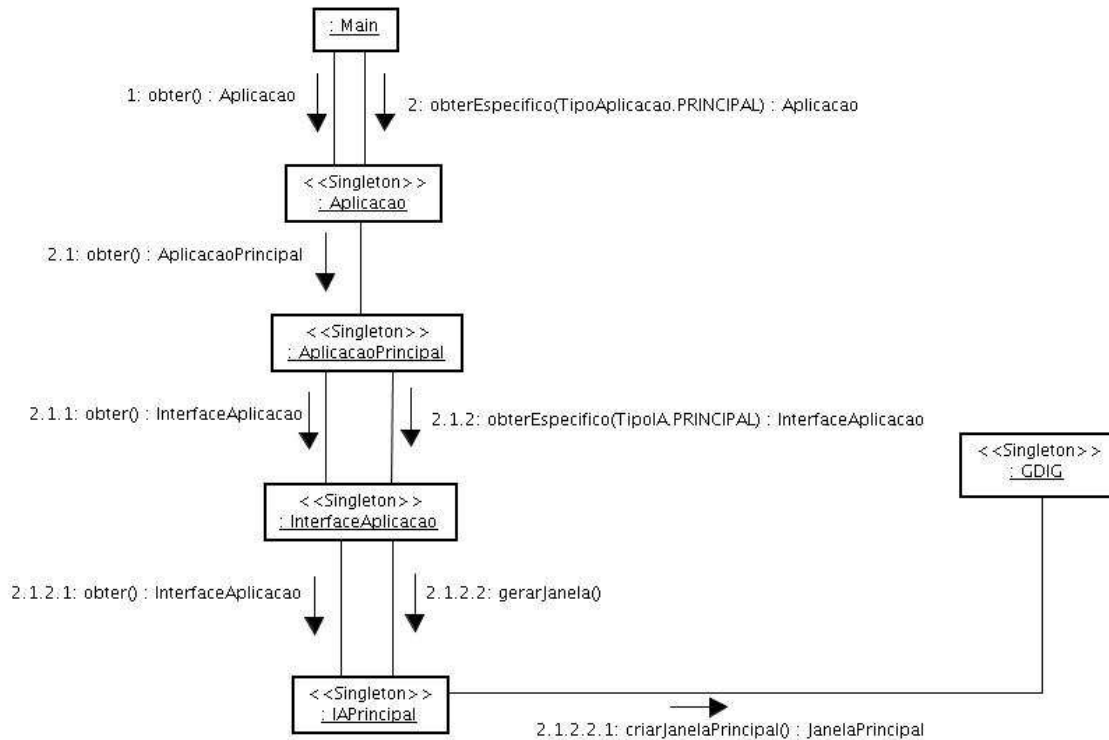 : Main
1: obter() : Aplicacao
2: obterEspecifico(TipoAplicacao.PRINCIPAL) : Aplicacao
<<Singleton>>
: Aplicacao
2.1: obter() : AplicacaoPrincipal
<<Singleton>>
: AplicacaoPrincipal
2.1.1: obter() : InterfaceAplicacao
2.1.2: obterEspecifico(TipoIA.PRINCIPAL) : InterfaceAplicacao
<<Singleton>>
: GDIG
<<Singleton>>
: InterfaceAplicacao
2.1.2.1: obter() : InterfaceAplicacao
2.1.2.2: gerarJanela()
<<Singleton>>
: IAPrincipal
2.1.2.2.1: criarJanelaPrincipal() : JanelaPrincipal